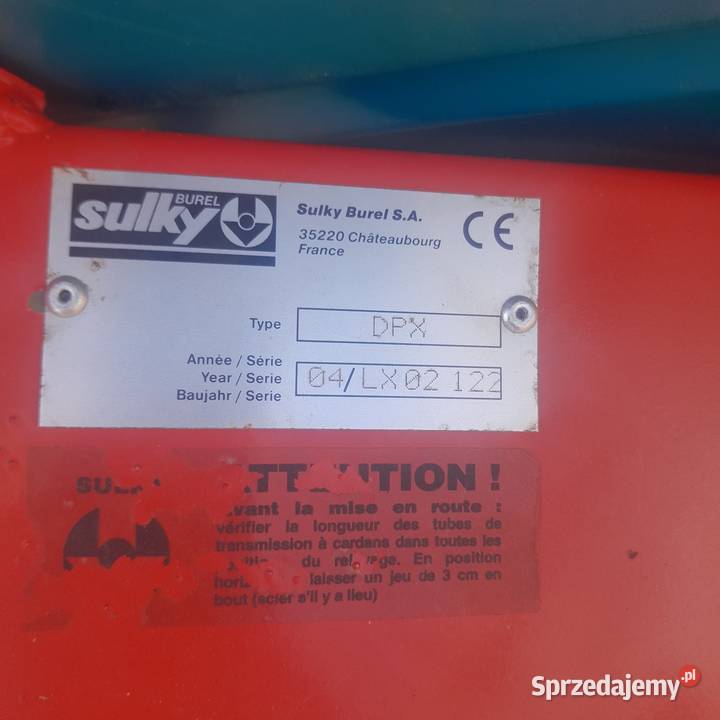 sulky BUREL
Sulky Burel S.A.
35220 Châteaubourg
France
CE
Type DPX
Année / Série
Year / Serie 04/LX02 122
Baujahr / Serie
ATTENTION !
avant la mise en route :
vérifier la longueur des tubes de
transmission à cardans dans toutes les
du En position
laisser un jeu de 3 cm en
bout (scier s'il y a lieu)
Sprzedajemy.pl